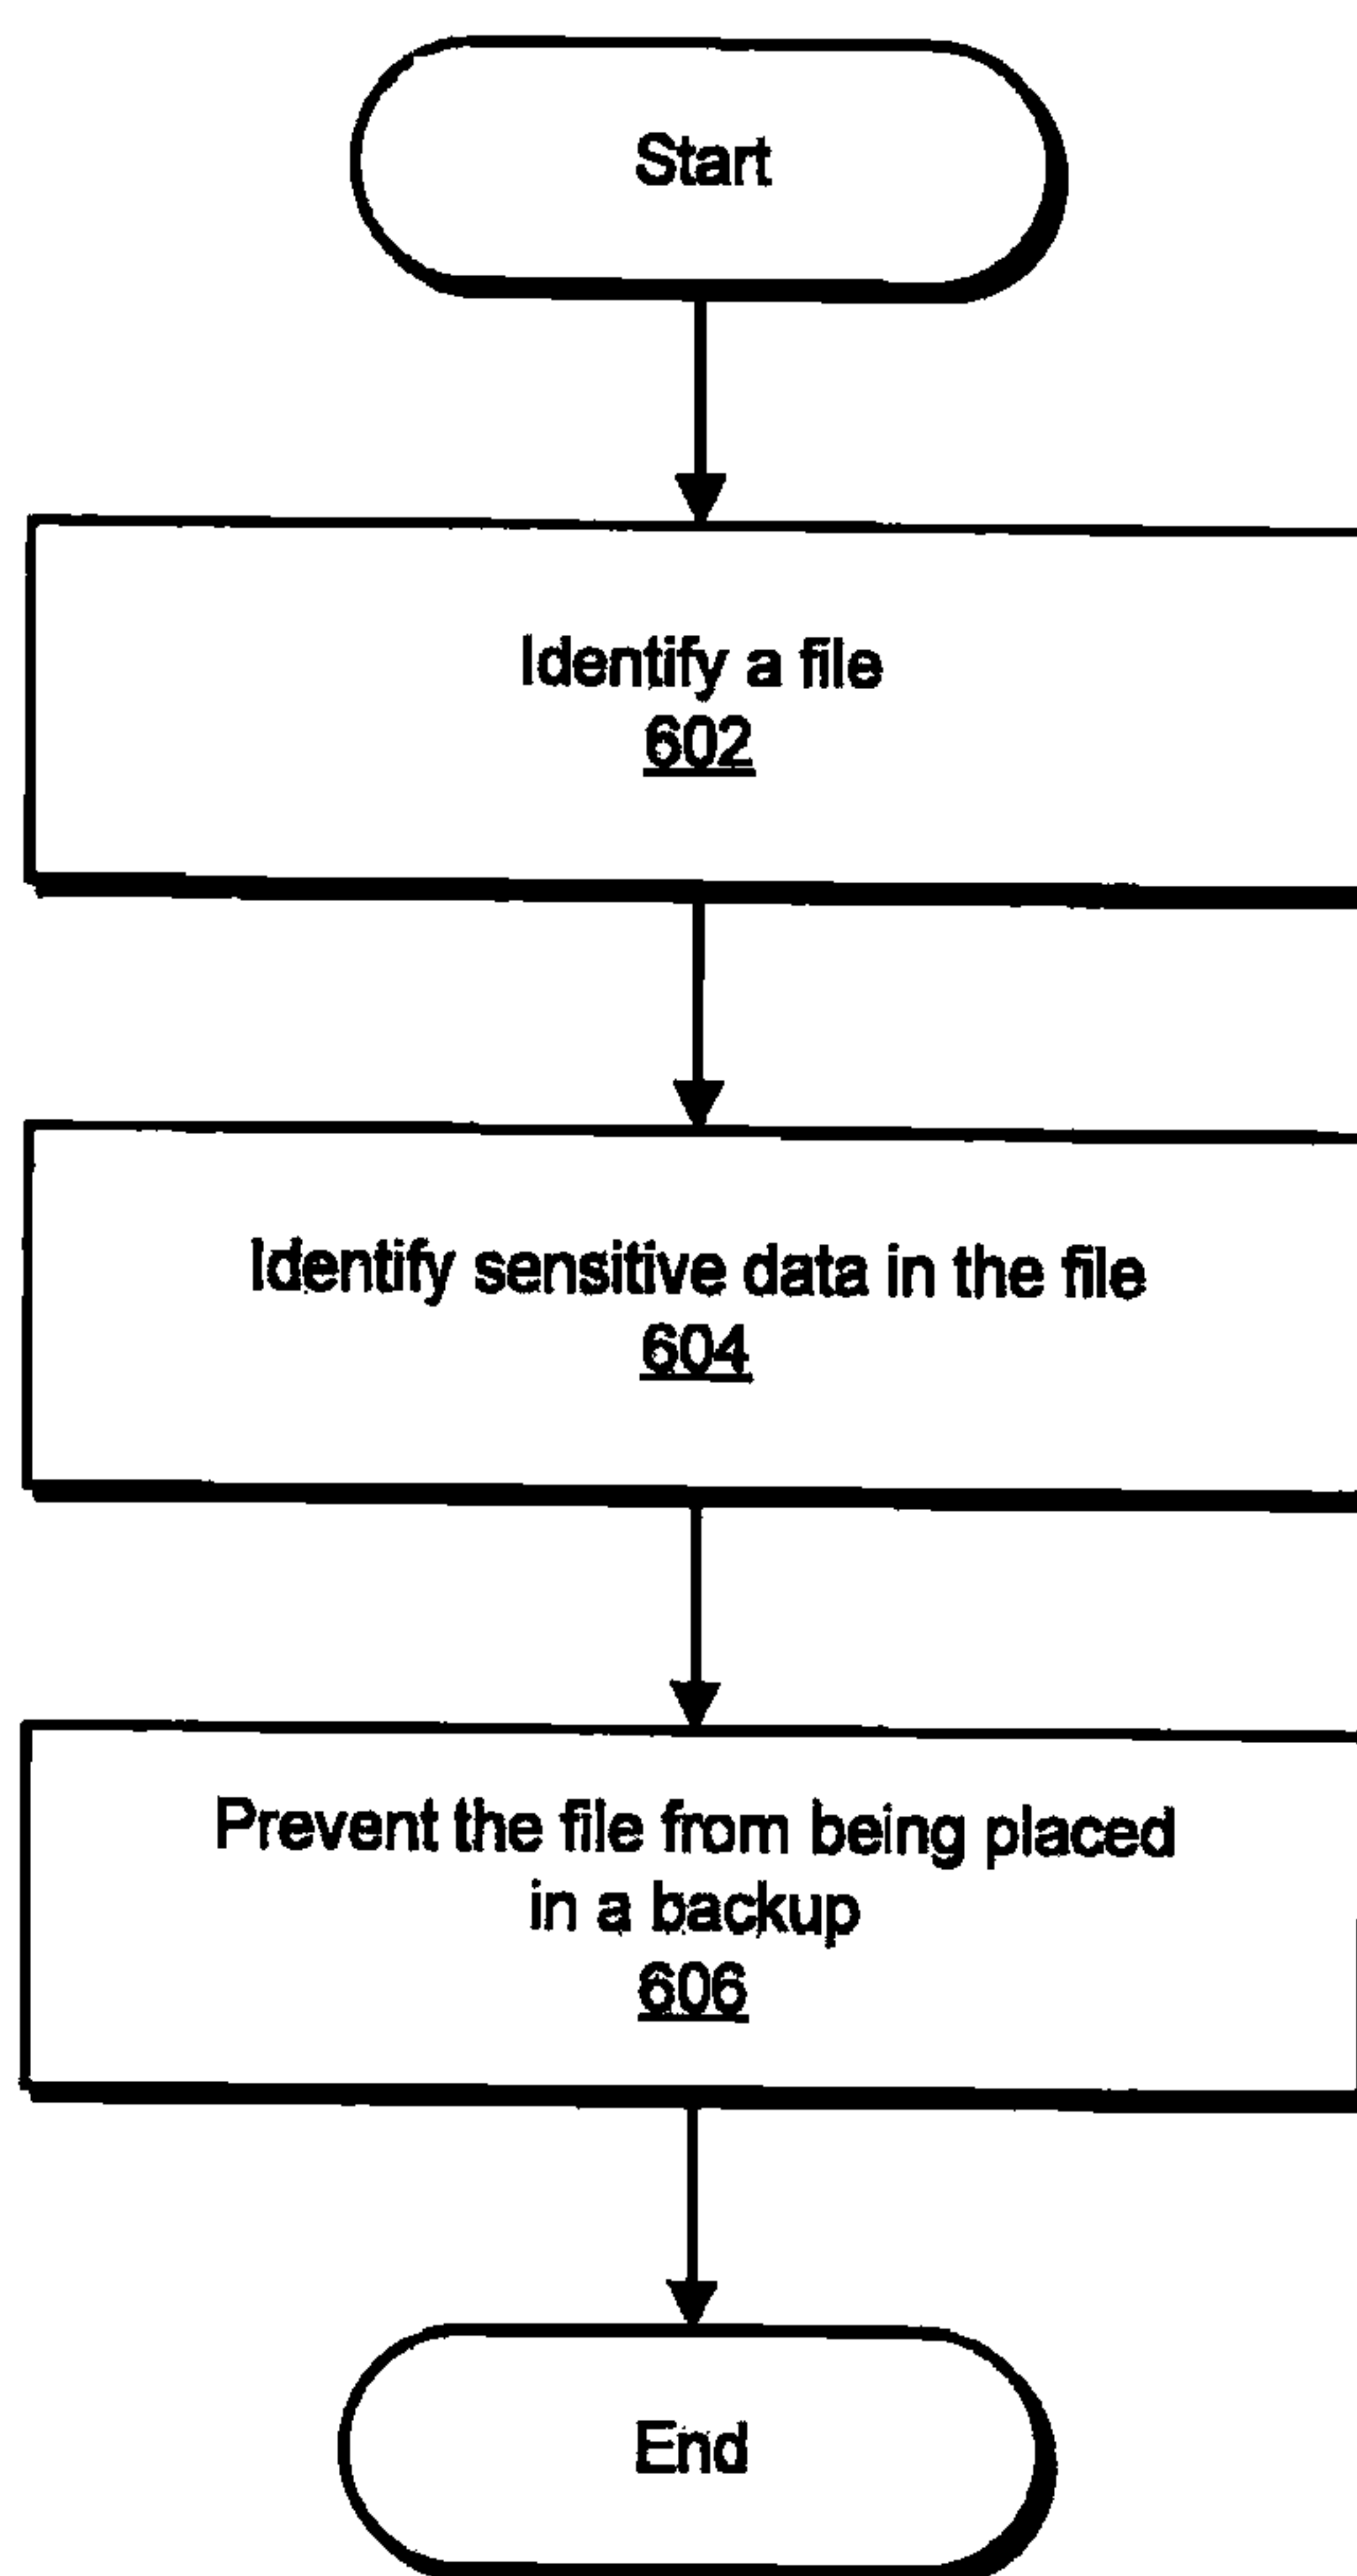 Start
Identify a file
602
Identify sensitive data in the file
604
Prevent the file from being placed
in a backup
606
End